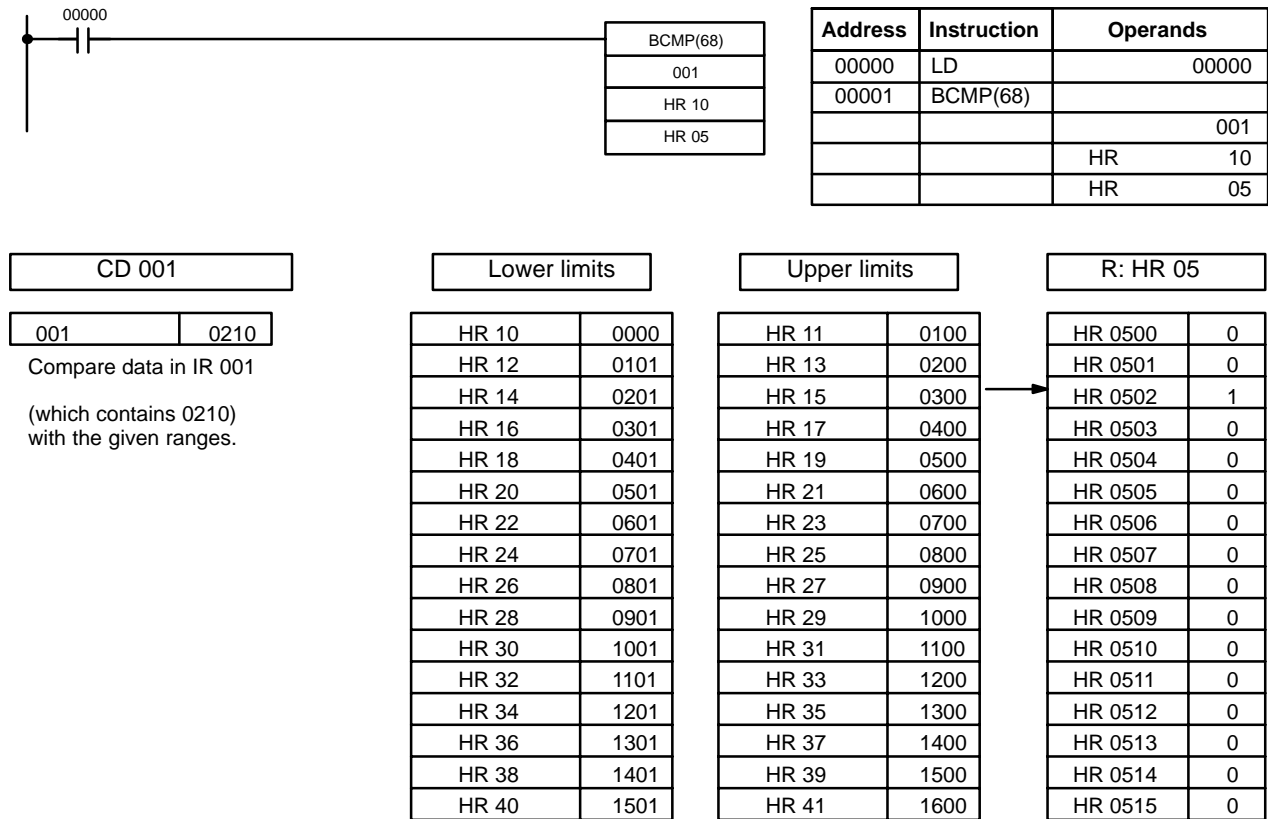 00000
BCMP(68)
001
HR 10
HR 05
Address Instruction Operands
00000 LD 00000
00001 BCMP(68)
001
HR 10
HR 05
CD 001 Lower limits Upper limits R: HR 05
001 0210 HR 10 0000 HR 11 0100 HR 0500 0
Compare data in IR 001 HR 12 0101 HR 13 0200 HR 0501 0
HR 14 0201 HR 15 0300 HR 0502 1
(which contains 0210)
with the given ranges. HR 16 0301 HR 17 0400 HR 0503 0
HR 18 0401 HR 19 0500 HR 0504 0
HR 20 0501 HR 21 0600 HR 0505 0
HR 22 0601 HR 23 0700 HR 0506 0
HR 24 0701 HR 25 0800 HR 0507 0
HR 26 0801 HR 27 0900 HR 0508 0
HR 28 0901 HR 29 1000 HR 0509 0
HR 30 1001 HR 31 1100 HR 0510 0
HR 32 1101 HR 33 1200 HR 0511 0
HR 34 1201 HR 35 1300 HR 0512 0
HR 36 1301 HR 37 1400 HR 0513 0
HR 38 1401 HR 39 1500 HR 0514 0
HR 40 1501 HR 41 1600 HR 0515 0